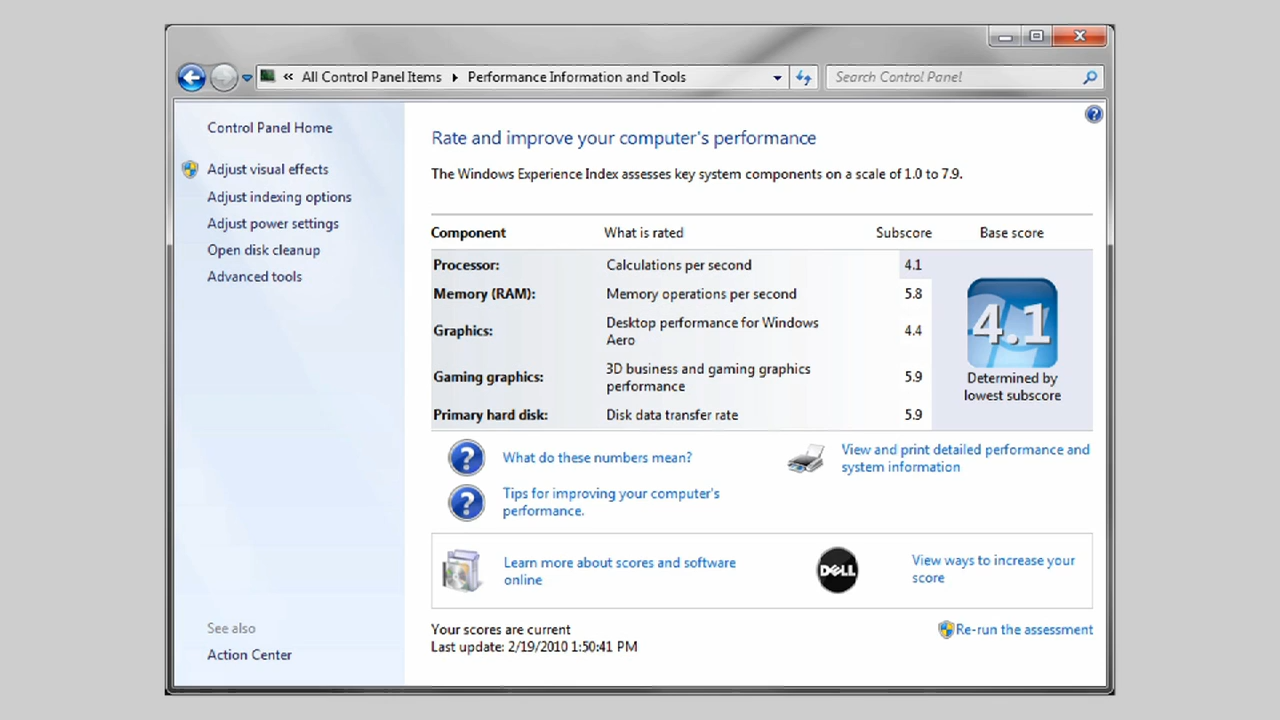 « All Control Panel Items ▸ Performance Information and Tools
Search Control Panel
Control Panel Home
Adjust visual effects
Adjust indexing options
Adjust power settings
Open disk cleanup
Advanced tools
See also
Action Center
Rate and improve your computer's performance
The Windows Experience Index assesses key system components on a scale of 1.0 to 7.9.
Component What is rated Subscore Base score
Processor: Calculations per second 4.1
Memory (RAM): Memory operations per second 5.8
Graphics: Desktop performance for Windows
Aero 4.4
Gaming graphics: 3D business and gaming graphics
performance 5.9
Primary hard disk: Disk data transfer rate 5.9
4.1
Determined by
lowest subscore
What do these numbers mean?
View and print detailed performance and
system information
Tips for improving your computer's
performance.
Learn more about scores and software
online
DELL
View ways to increase your
score
Your scores are current
Last update: 2/19/2010 1:50:41 PM
Re-run the assessment